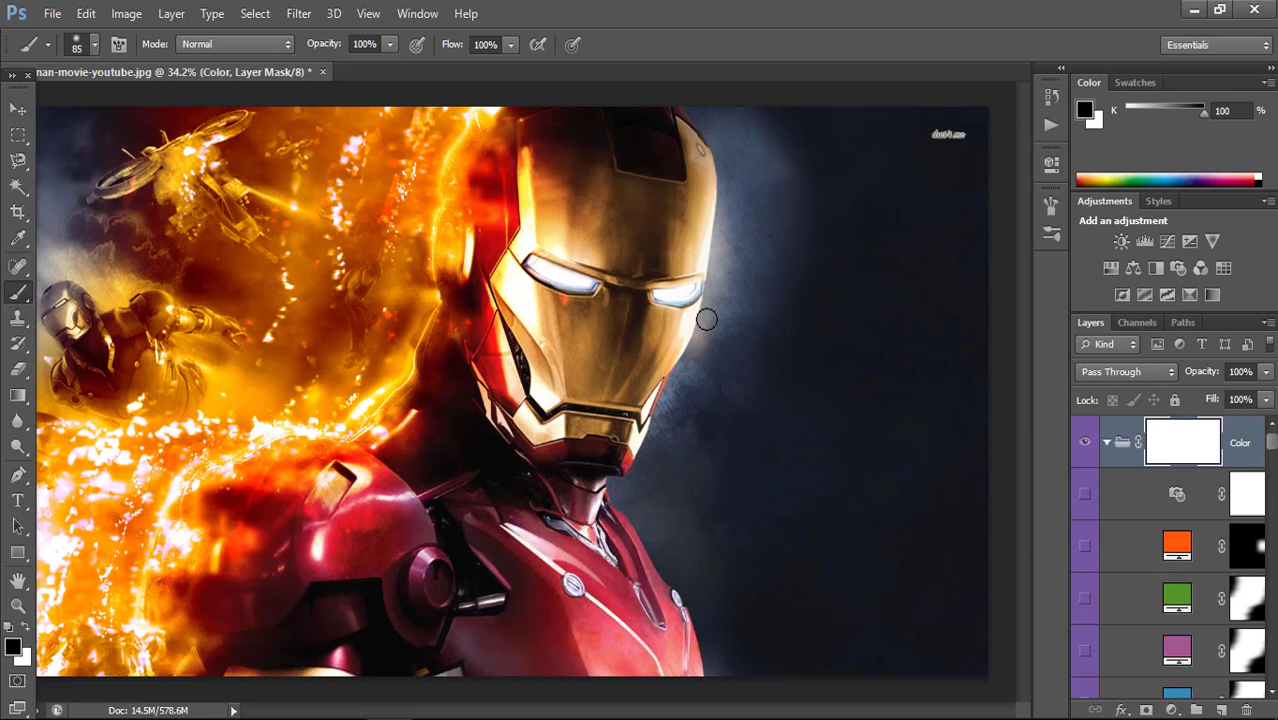 Ps File Edit Image Layer Type Select Filter 3D View Window Help
85 Mode: Normal Opacity: 100% Flow: 100% Essentials
man-movie-youtube.jpg @ 34.2% (Color, Layer Mask/8) * ×
Color Swatches
K 100 %
Adjustments Styles
Add an adjustment
Layers Channels Paths
Kind
Pass Through Opacity: 100%
Lock: Fill: 100%
Color
Doc: 14.5M/578.6M